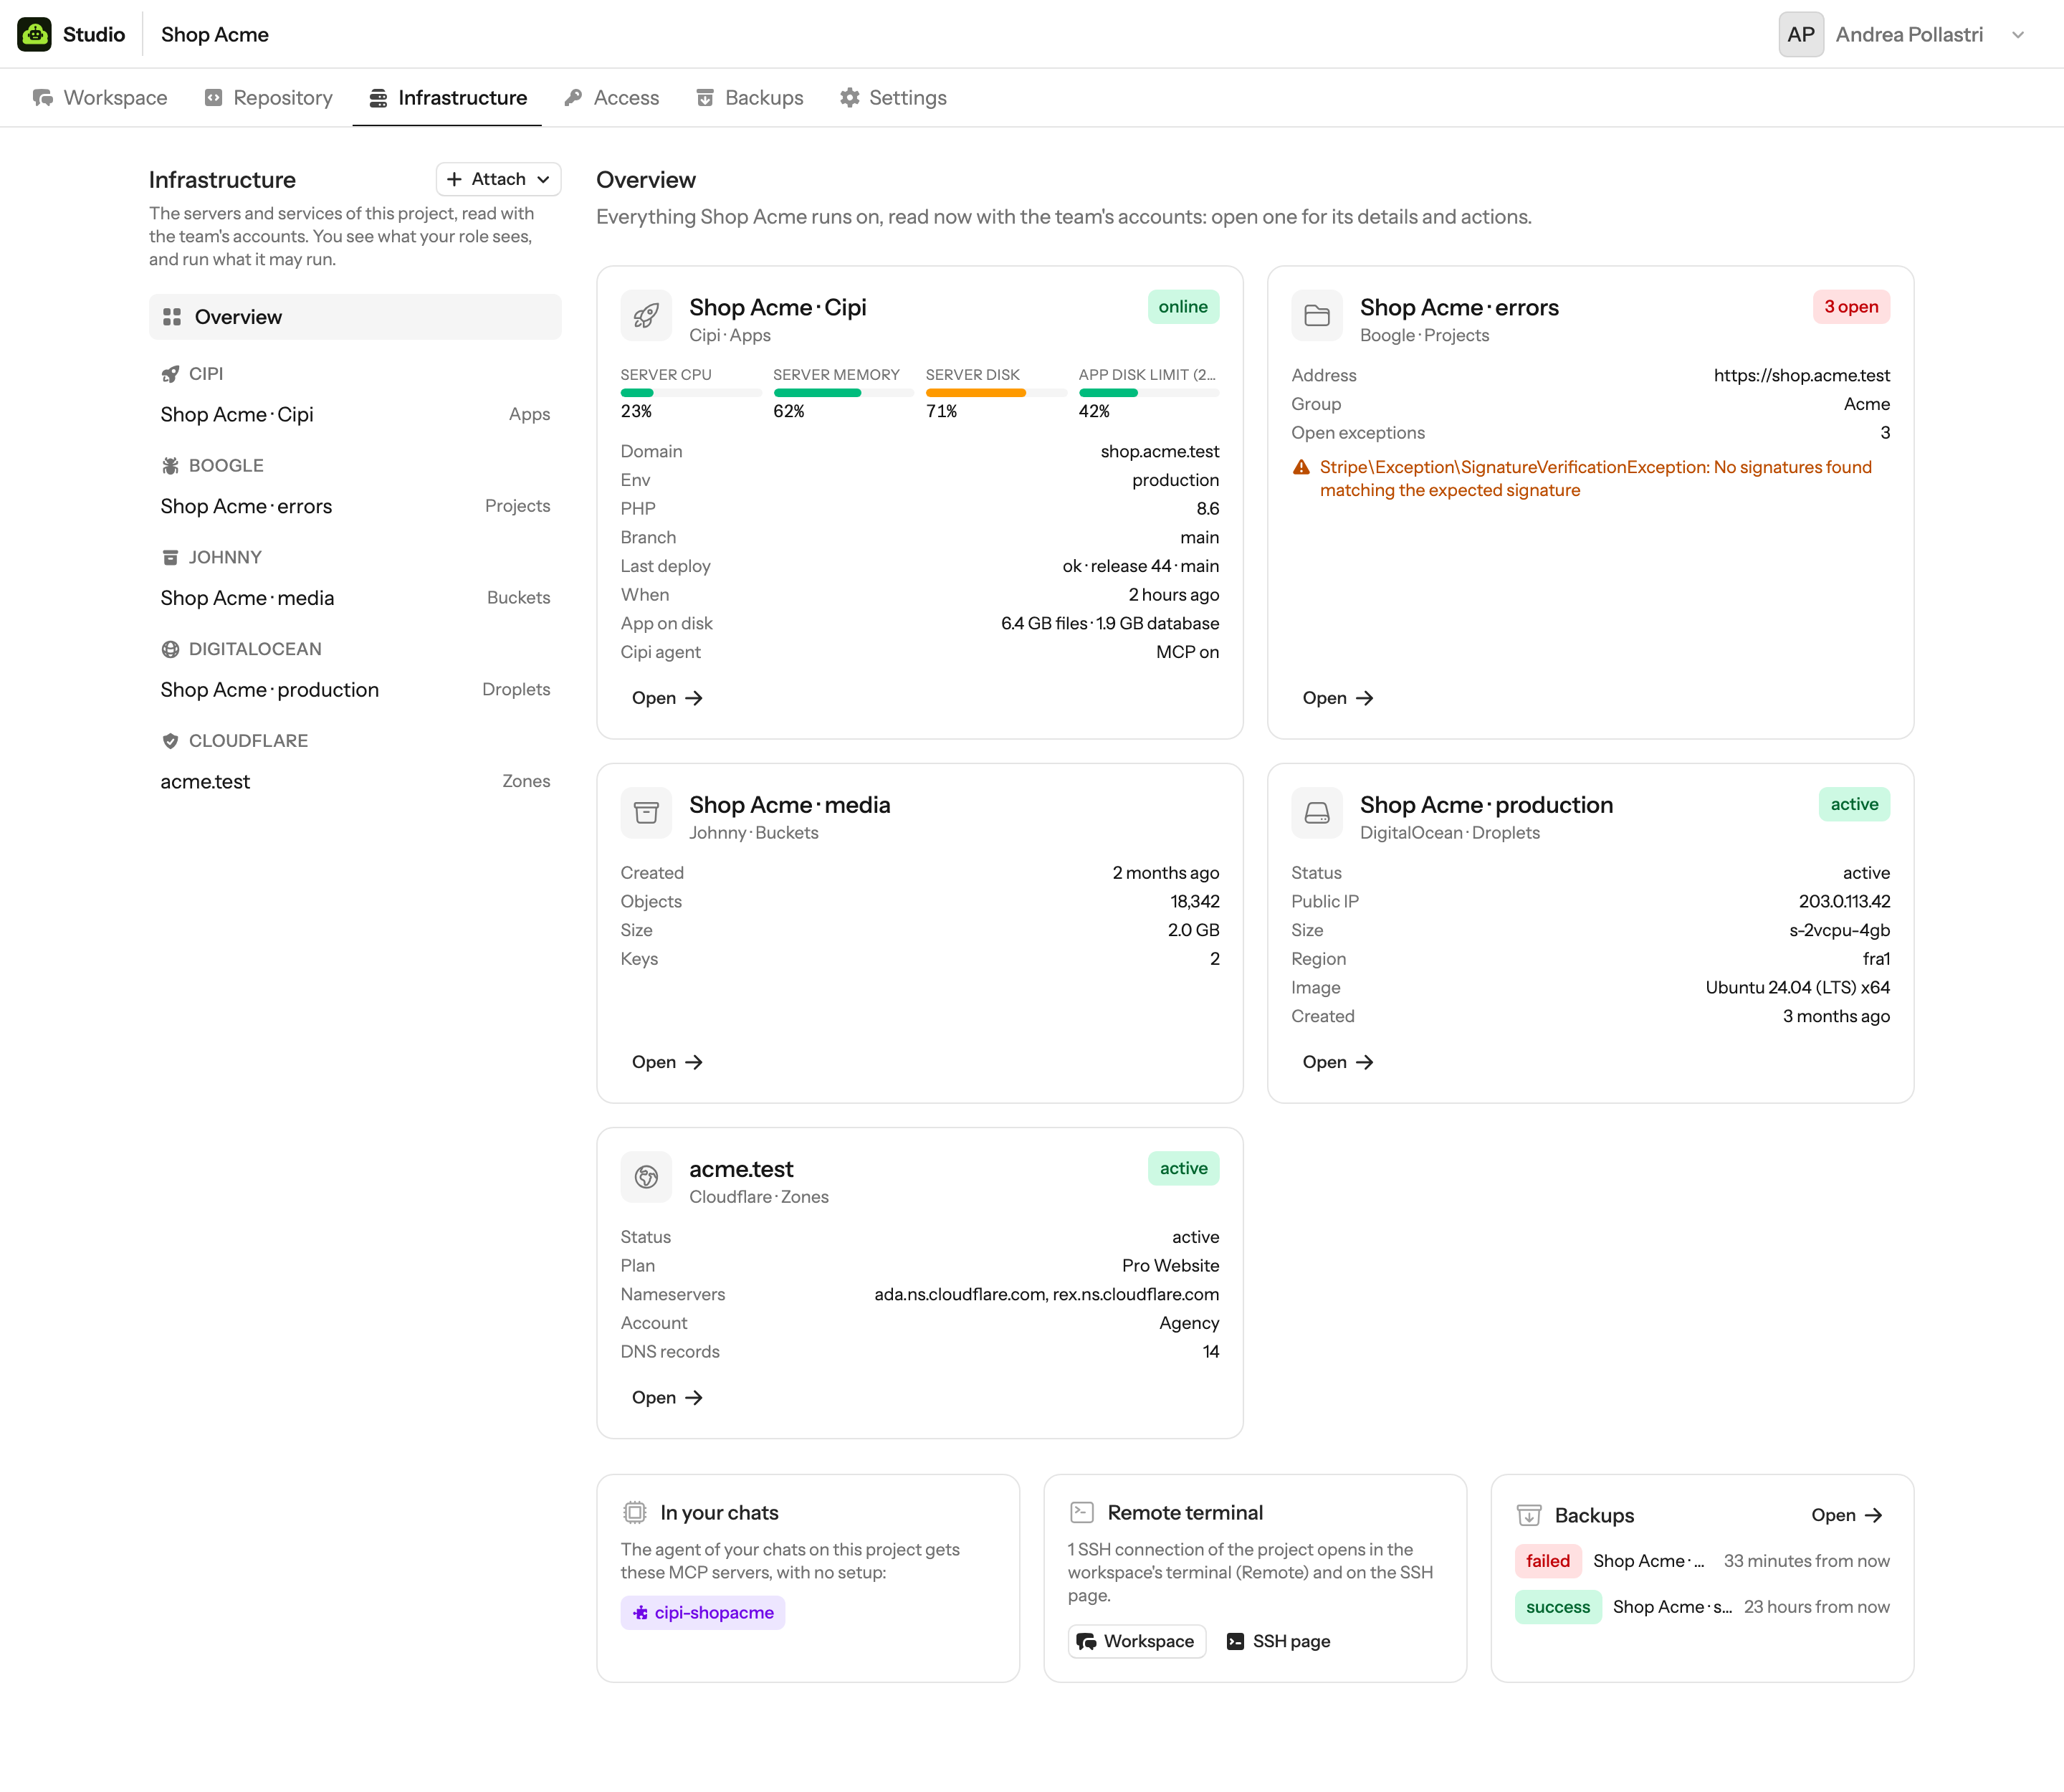 Studio
Shop Acme
AP
Andrea Pollastri
Workspace
Repository
Infrastructure
Access
Backups
Settings
Infrastructure
Attach
The servers and services of this project, read with
the team's accounts. You see what your role sees,
and run what it may run.
Overview
CIPI
Shop Acme · Cipi
Apps
BOOGLE
Shop Acme · errors
Projects
JOHNNY
Shop Acme · media
Buckets
DIGITALOCEAN
Shop Acme · production
Droplets
CLOUDFLARE
acme.test
Zones
Overview
Everything Shop Acme runs on, read now with the team's accounts: open one for its details and actions.
Shop Acme · Cipi
online
Cipi · Apps
SERVER CPU
SERVER MEMORY
SERVER DISK
APP DISK LIMIT (2...
23%
62%
71%
42%
Domain
shop.acme.test
Env
production
PHP
8.6
Branch
main
Last deploy
ok · release 44 · main
When
2 hours ago
App on disk
6.4 GB files · 1.9 GB database
Cipi agent
MCP on
Open
Shop Acme · errors
3 open
Boogle · Projects
Address
https://shop.acme.test
Group
Acme
Open exceptions
3
Stripe\Exception\SignatureVerificationException: No signatures found
matching the expected signature
Open
Shop Acme · media
Johnny · Buckets
Created
2 months ago
Objects
18,342
Size
2.0 GB
Keys
2
Open
Shop Acme · production
active
DigitalOcean · Droplets
Status
active
Public IP
203.0.113.42
Size
s-2vcpu-4gb
Region
fra1
Image
Ubuntu 24.04 (LTS) x64
Created
3 months ago
Open
acme.test
active
Cloudflare · Zones
Status
active
Plan
Pro Website
Nameservers
ada.ns.cloudflare.com, rex.ns.cloudflare.com
Account
Agency
DNS records
14
Open
In your chats
The agent of your chats on this project gets
these MCP servers, with no setup:
cipi-shopacme
Remote terminal
1 SSH connection of the project opens in the
workspace's terminal (Remote) and on the SSH
page.
Workspace
SSH page
Backups
Open
failed
Shop Acme · ...
33 minutes from now
success
Shop Acme · s...
23 hours from now